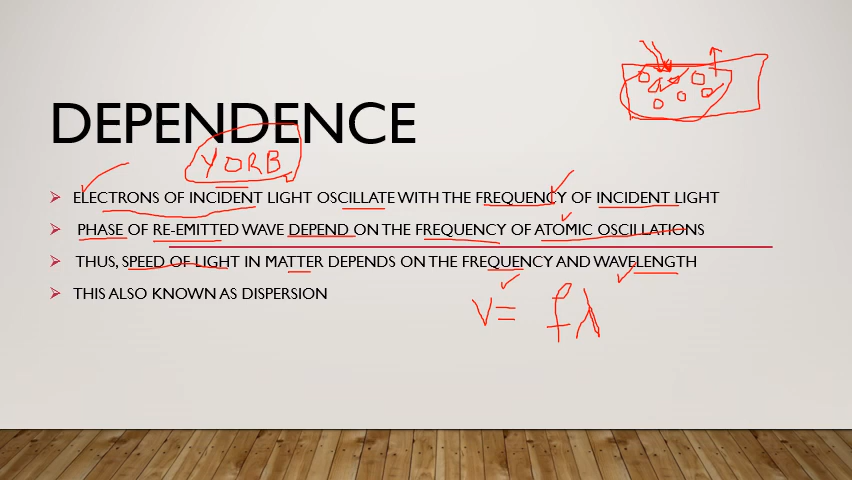 DEPENDENCE
YORB
ELECTRONS OF INCIDENT LIGHT OSCILLATE WITH THE FREQUENCY OF INCIDENT LIGHT
PHASE OF RE-EMITTED WAVE DEPEND ON THE FREQUENCY OF ATOMIC OSCILLATIONS
THUS, SPEED OF LIGHT IN MATTER DEPENDS ON THE FREQUENCY AND WAVELENGTH
THIS ALSO KNOWN AS DISPERSION
v= fλ